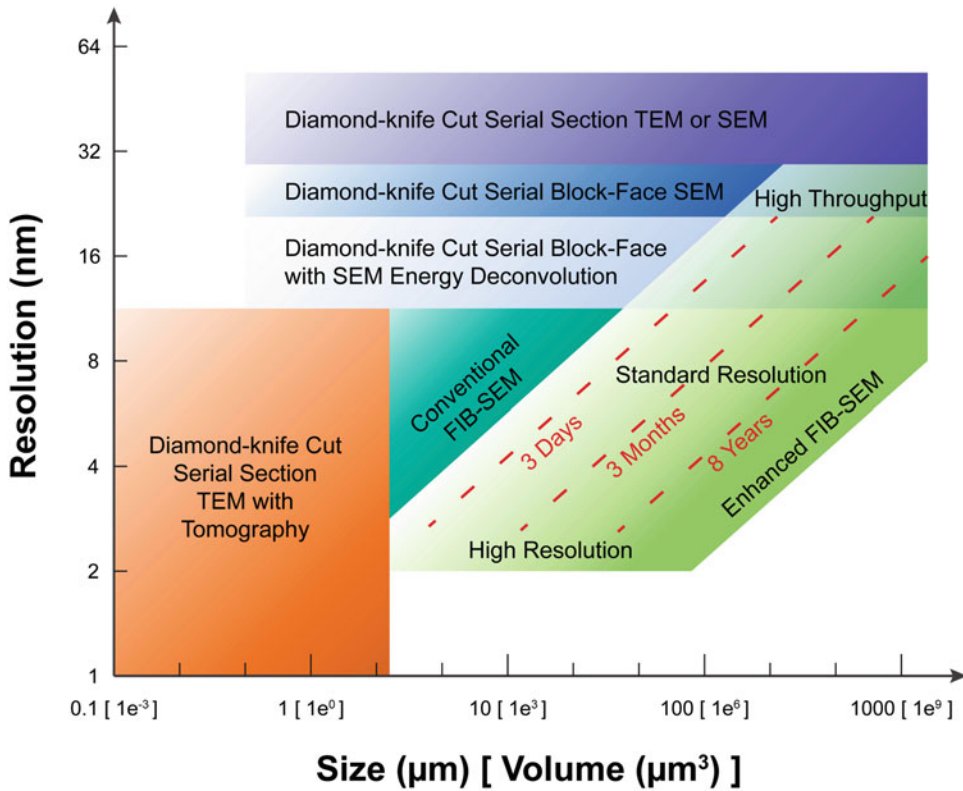 Resolution (nm)
64
32
16
8
4
2
1
Diamond-knife Cut Serial Section TEM or SEM
Diamond-knife Cut Serial Block-Face SEM
High Throughput
Diamond-knife Cut Serial Block-Face
with SEM Energy Deconvolution
Conventional
FIB-SEM
Standard Resolution
Diamond-knife Cut
Serial Section
TEM with
Tomography
3 Days
3 Months
8 Years
Enhanced FIB-SEM
High Resolution
0.1 [ 1e⁻³ ]
1 [ 1e⁰ ]
10 [ 1e³ ]
100 [ 1e⁶ ]
1000 [ 1e⁹ ]
Size (µm) [ Volume (µm³) ]